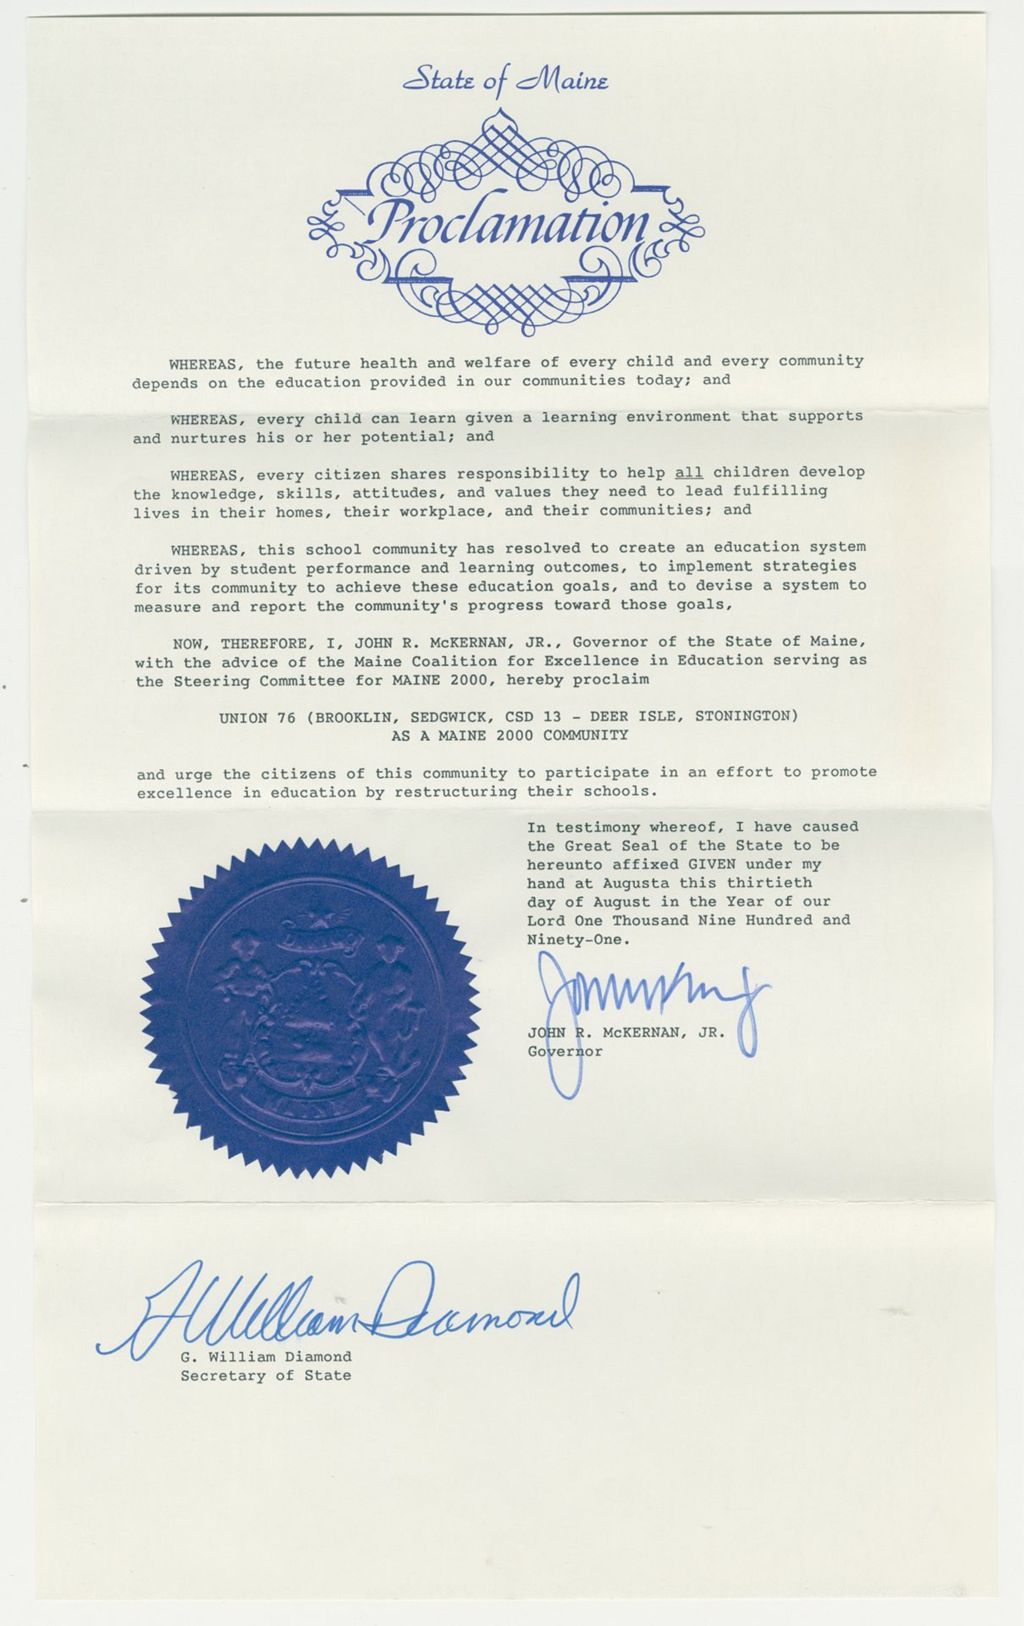 State of Maine
Proclamation
WHEREAS, the future health and welfare of every child and every community
depends on the education provided in our communities today; and
WHEREAS, every child can learn given a learning environment that supports
and nurtures his or her potential; and
WHEREAS, every citizen shares responsibility to help all children develop
the knowledge, skills, attitudes, and values they need to lead fulfilling
lives in their homes, their workplace, and their communities; and
WHEREAS, this school community has resolved to create an education system
driven by student performance and learning outcomes, to implement strategies
for its community to achieve these education goals, and to devise a system to
measure and report the community's progress toward those goals,
NOW, THEREFORE, I, JOHN R. McKERNAN, JR., Governor of the State of Maine,
with the advice of the Maine Coalition for Excellence in Education serving as
the Steering Committee for MAINE 2000, hereby proclaim
UNION 76 (BROOKLIN, SEDGWICK, CSD 13 - DEER ISLE, STONINGTON)
AS A MAINE 2000 COMMUNITY
and urge the citizens of this community to participate in an effort to promote
excellence in education by restructuring their schools.
In testimony whereof, I have caused
the Great Seal of the State to be
hereunto affixed GIVEN under my
hand at Augusta this thirtieth
day of August in the Year of our
Lord One Thousand Nine Hundred and
Ninety-One.
JOHN R. McKERNAN, JR.
Governor
MAINE
G William Diamond
G. William Diamond
Secretary of State